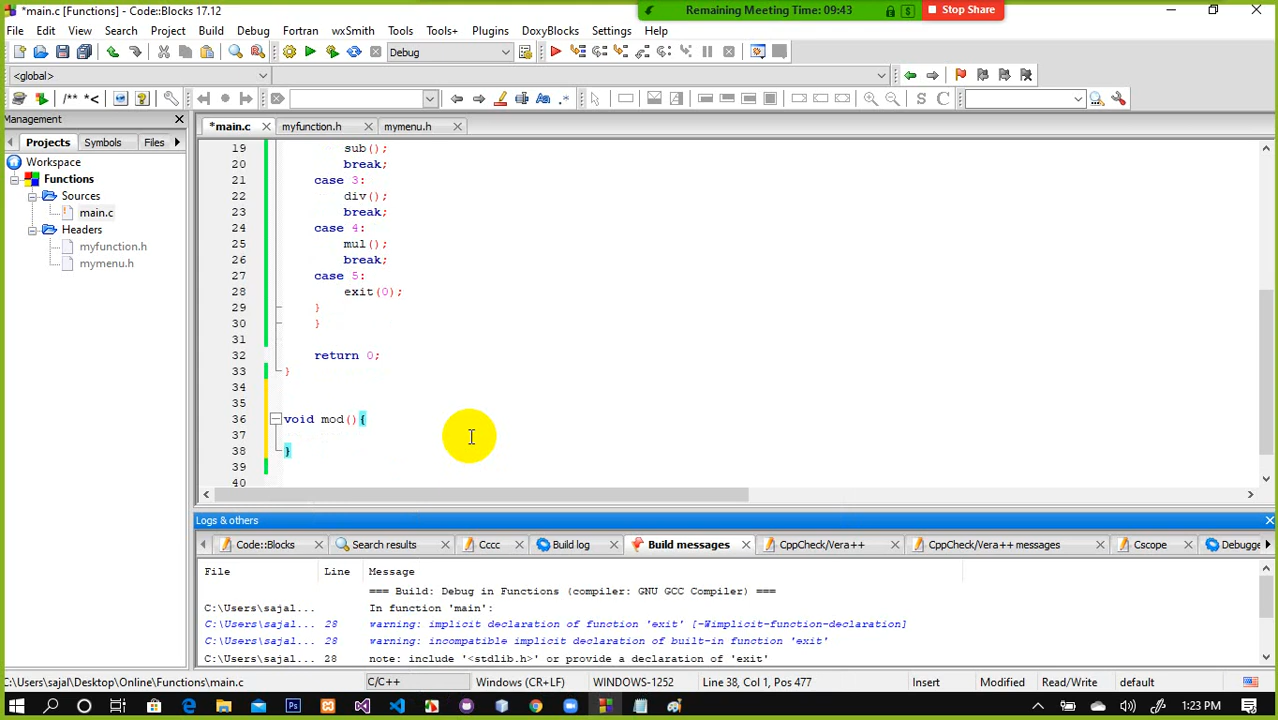 *main.c [Functions] - Code::Blocks 17.12
Remaining Meeting Time: 09:43
Stop Share
File Edit View Search Project Build Debug Fortran wxSmith Tools Tools+ Plugins DoxyBlocks Settings Help
Debug
<global>
/** *<
S C
Management
*main.c myfunction.h mymenu.h
Projects Symbols Files
Workspace
Functions
Sources
main.c
Headers
myfunction.h
mymenu.h
19 sub();
20 break;
21 case 3:
22 div();
23 break;
24 case 4:
25 mul();
26 break;
27 case 5:
28 exit(0);
29 }
30 }
31
32 return 0;
33 }
34
35
36 void mod(){
37
38 }
39
40
Logs & others
Code::Blocks Search results Cccc Build log Build messages CppCheck/Vera++ CppCheck/Vera++ messages Cscope Debugge
File Line Message
=== Build: Debug in Functions (compiler: GNU GCC Compiler) ===
C:\Users\sajal... In function 'main':
C:\Users\sajal... 28 warning: implicit declaration of function 'exit' [-Wimplicit-function-declaration]
C:\Users\sajal... 28 warning: incompatible implicit declaration of built-in function 'exit'
C:\Users\sajal... 28 note: include '<stdlib.h>' or provide a declaration of 'exit'
C:\Users\sajal\Desktop\Online\Functions\main.c C/C++ Windows (CR+LF) WINDOWS-1252 Line 38, Col 1, Pos 477 Insert Modified Read/Write default
1:23 PM